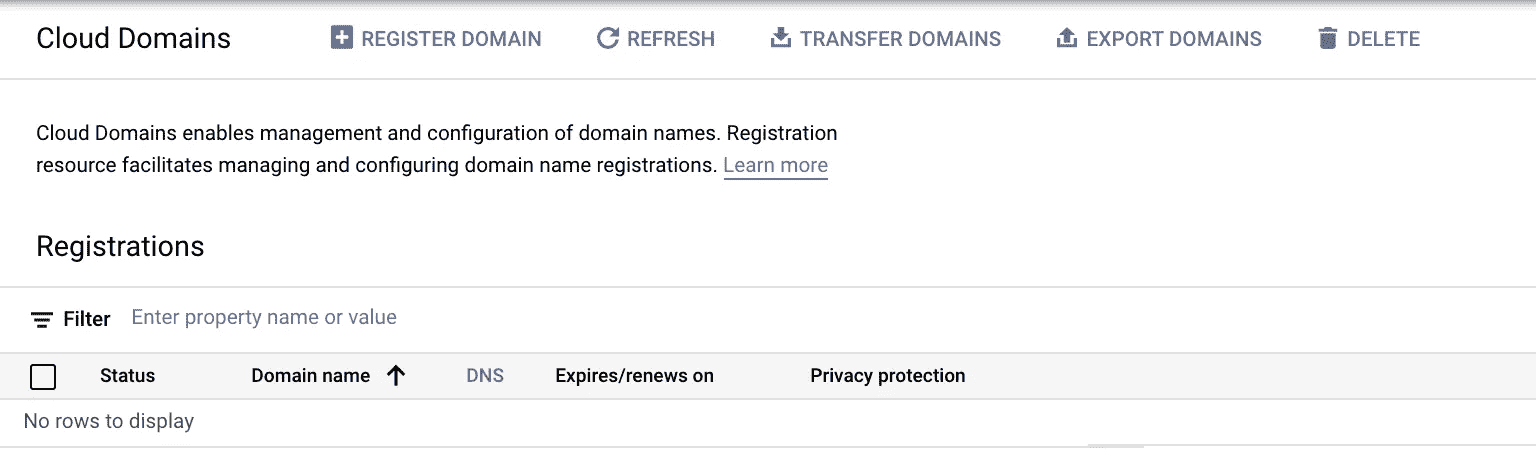 Cloud Domains REGISTER DOMAIN REFRESH TRANSFER DOMAINS EXPORT DOMAINS DELETE
Cloud Domains enables management and configuration of domain names. Registration
resource facilitates managing and configuring domain name registrations. Learn more
Registrations
Filter Enter property name or value
Status Domain name DNS Expires/renews on Privacy protection
No rows to display